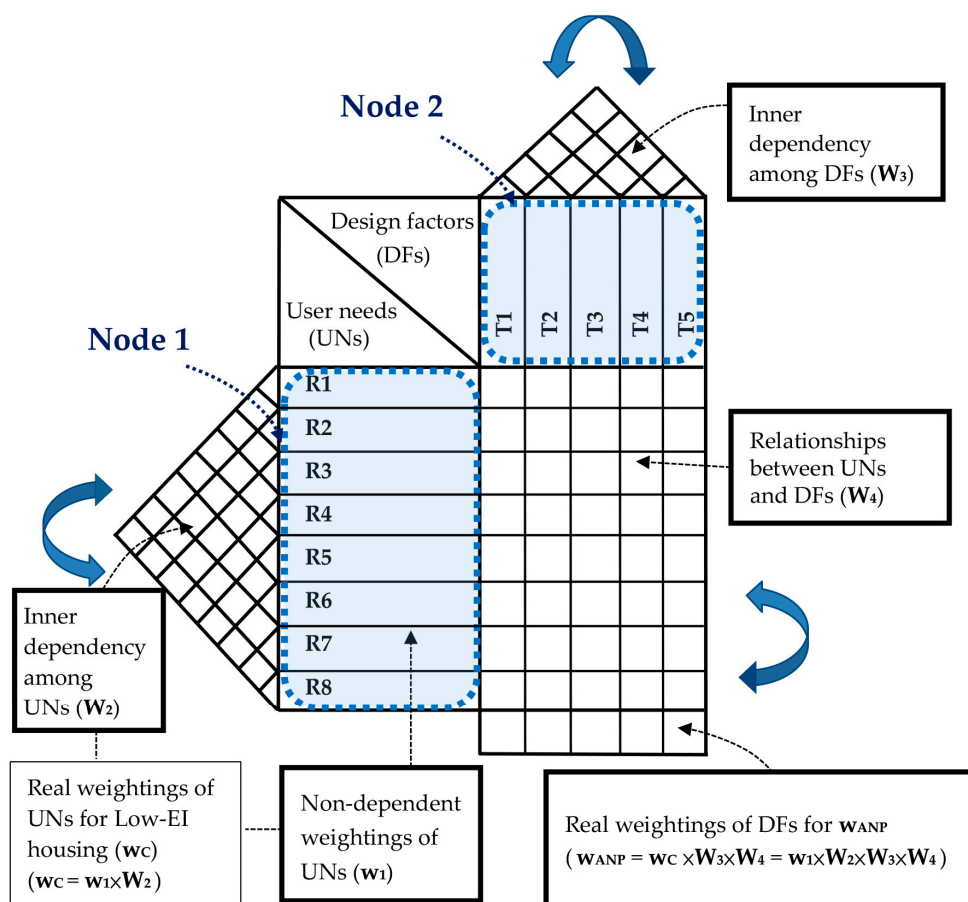 Node 2
Inner
dependency
among DFs (W3)
Design factors
(DFs)
User needs
(UNs)
Node 1
T1
T2
T3
T4
T5
R1
R2
R3
R4
R5
R6
R7
R8
Relationships
between UNs
and DFs (W4)
Inner
dependency
among
UNs (W2)
Real weightings of
UNs for Low-EI
housing (wC)
(wC = w1×W2 )
Non-dependent
weightings of
UNs (w1)
Real weightings of DFs for wANP
( wANP = wC ×W3×W4 = w1×W2×W3×W4 )